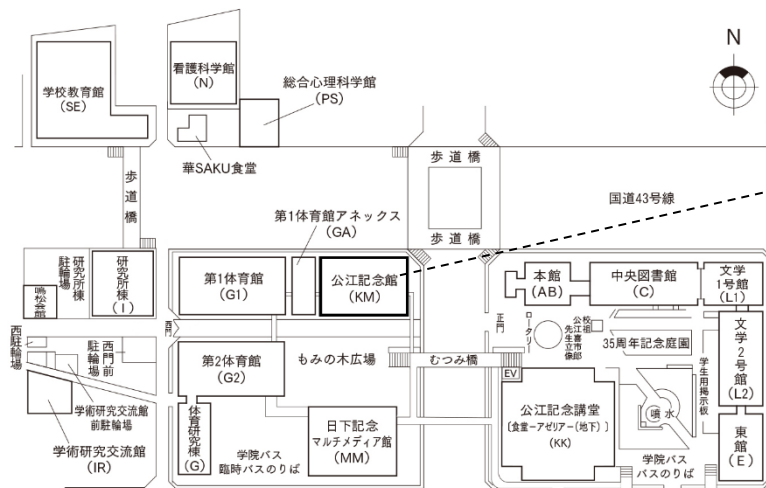 看護科学館
(N)
総合心理科学館
(PS)
学校教育館
(SE)
華SAKU食堂
N
歩道橋
歩道橋
歩道橋
国道43号線
第1体育館アネックス
(GA)
研究所棟
駐輪場
研究所棟
(I)
鳴松会館
第1体育館
(G1)
公江記念館
(KM)
本館
(AB)
中央図書館
(C)
文学
1号館
(L1)
西門
正門
ロータリー
校祖
公江喜市郎
先生立像
35周年記念庭園
文学2号館
(L2)
学生用掲示板
西駐輪場
西門前
駐輪場
第2体育館
(G2)
もみの木広場
むつみ橋
EV
学術研究交流館
前駐輪場
学術研究交流館
(IR)
体育研究棟
(G)
学院バス
臨時バスのりば
日下記念
マルチメディア館
(MM)
公江記念講堂
〔食堂-アゼリアー(地下)〕
(KK)
噴水
学院バス
バスのりば
東館
(E)